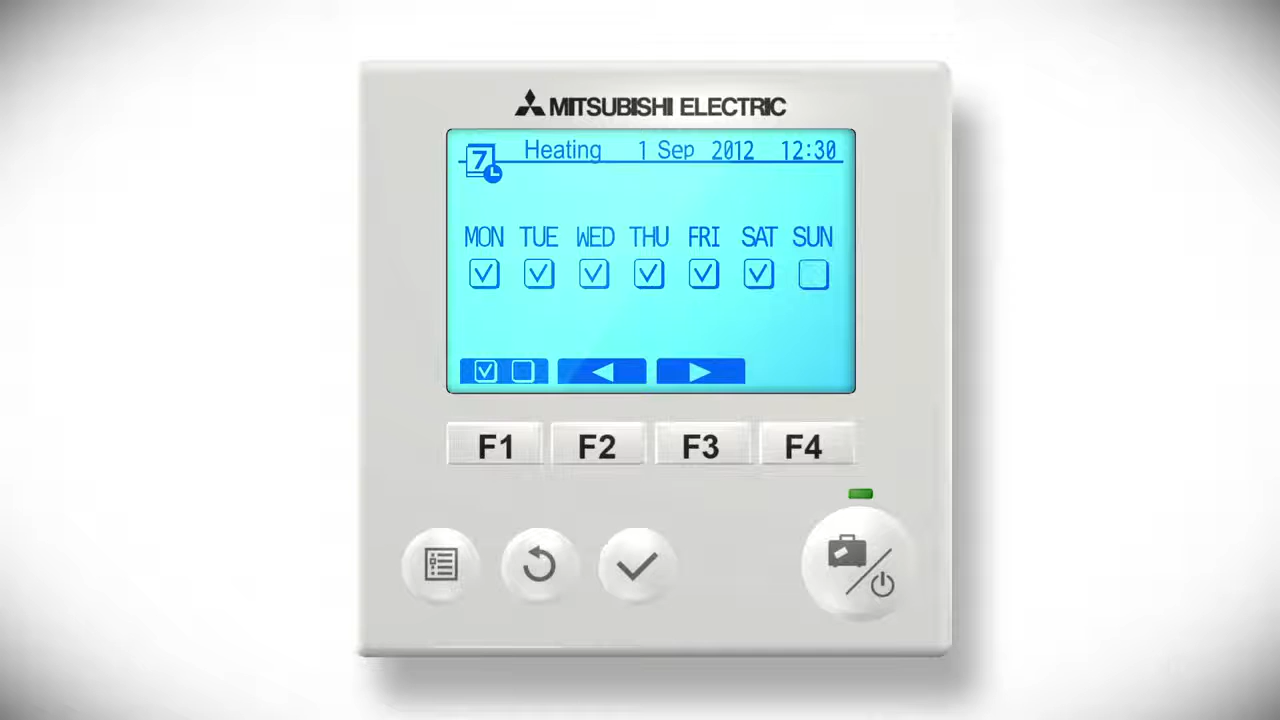 MITSUBISHI ELECTRIC
7 Heating 1 Sep 2012 12:30
MON TUE WED THU FRI SAT SUN
F1 F2 F3 F4